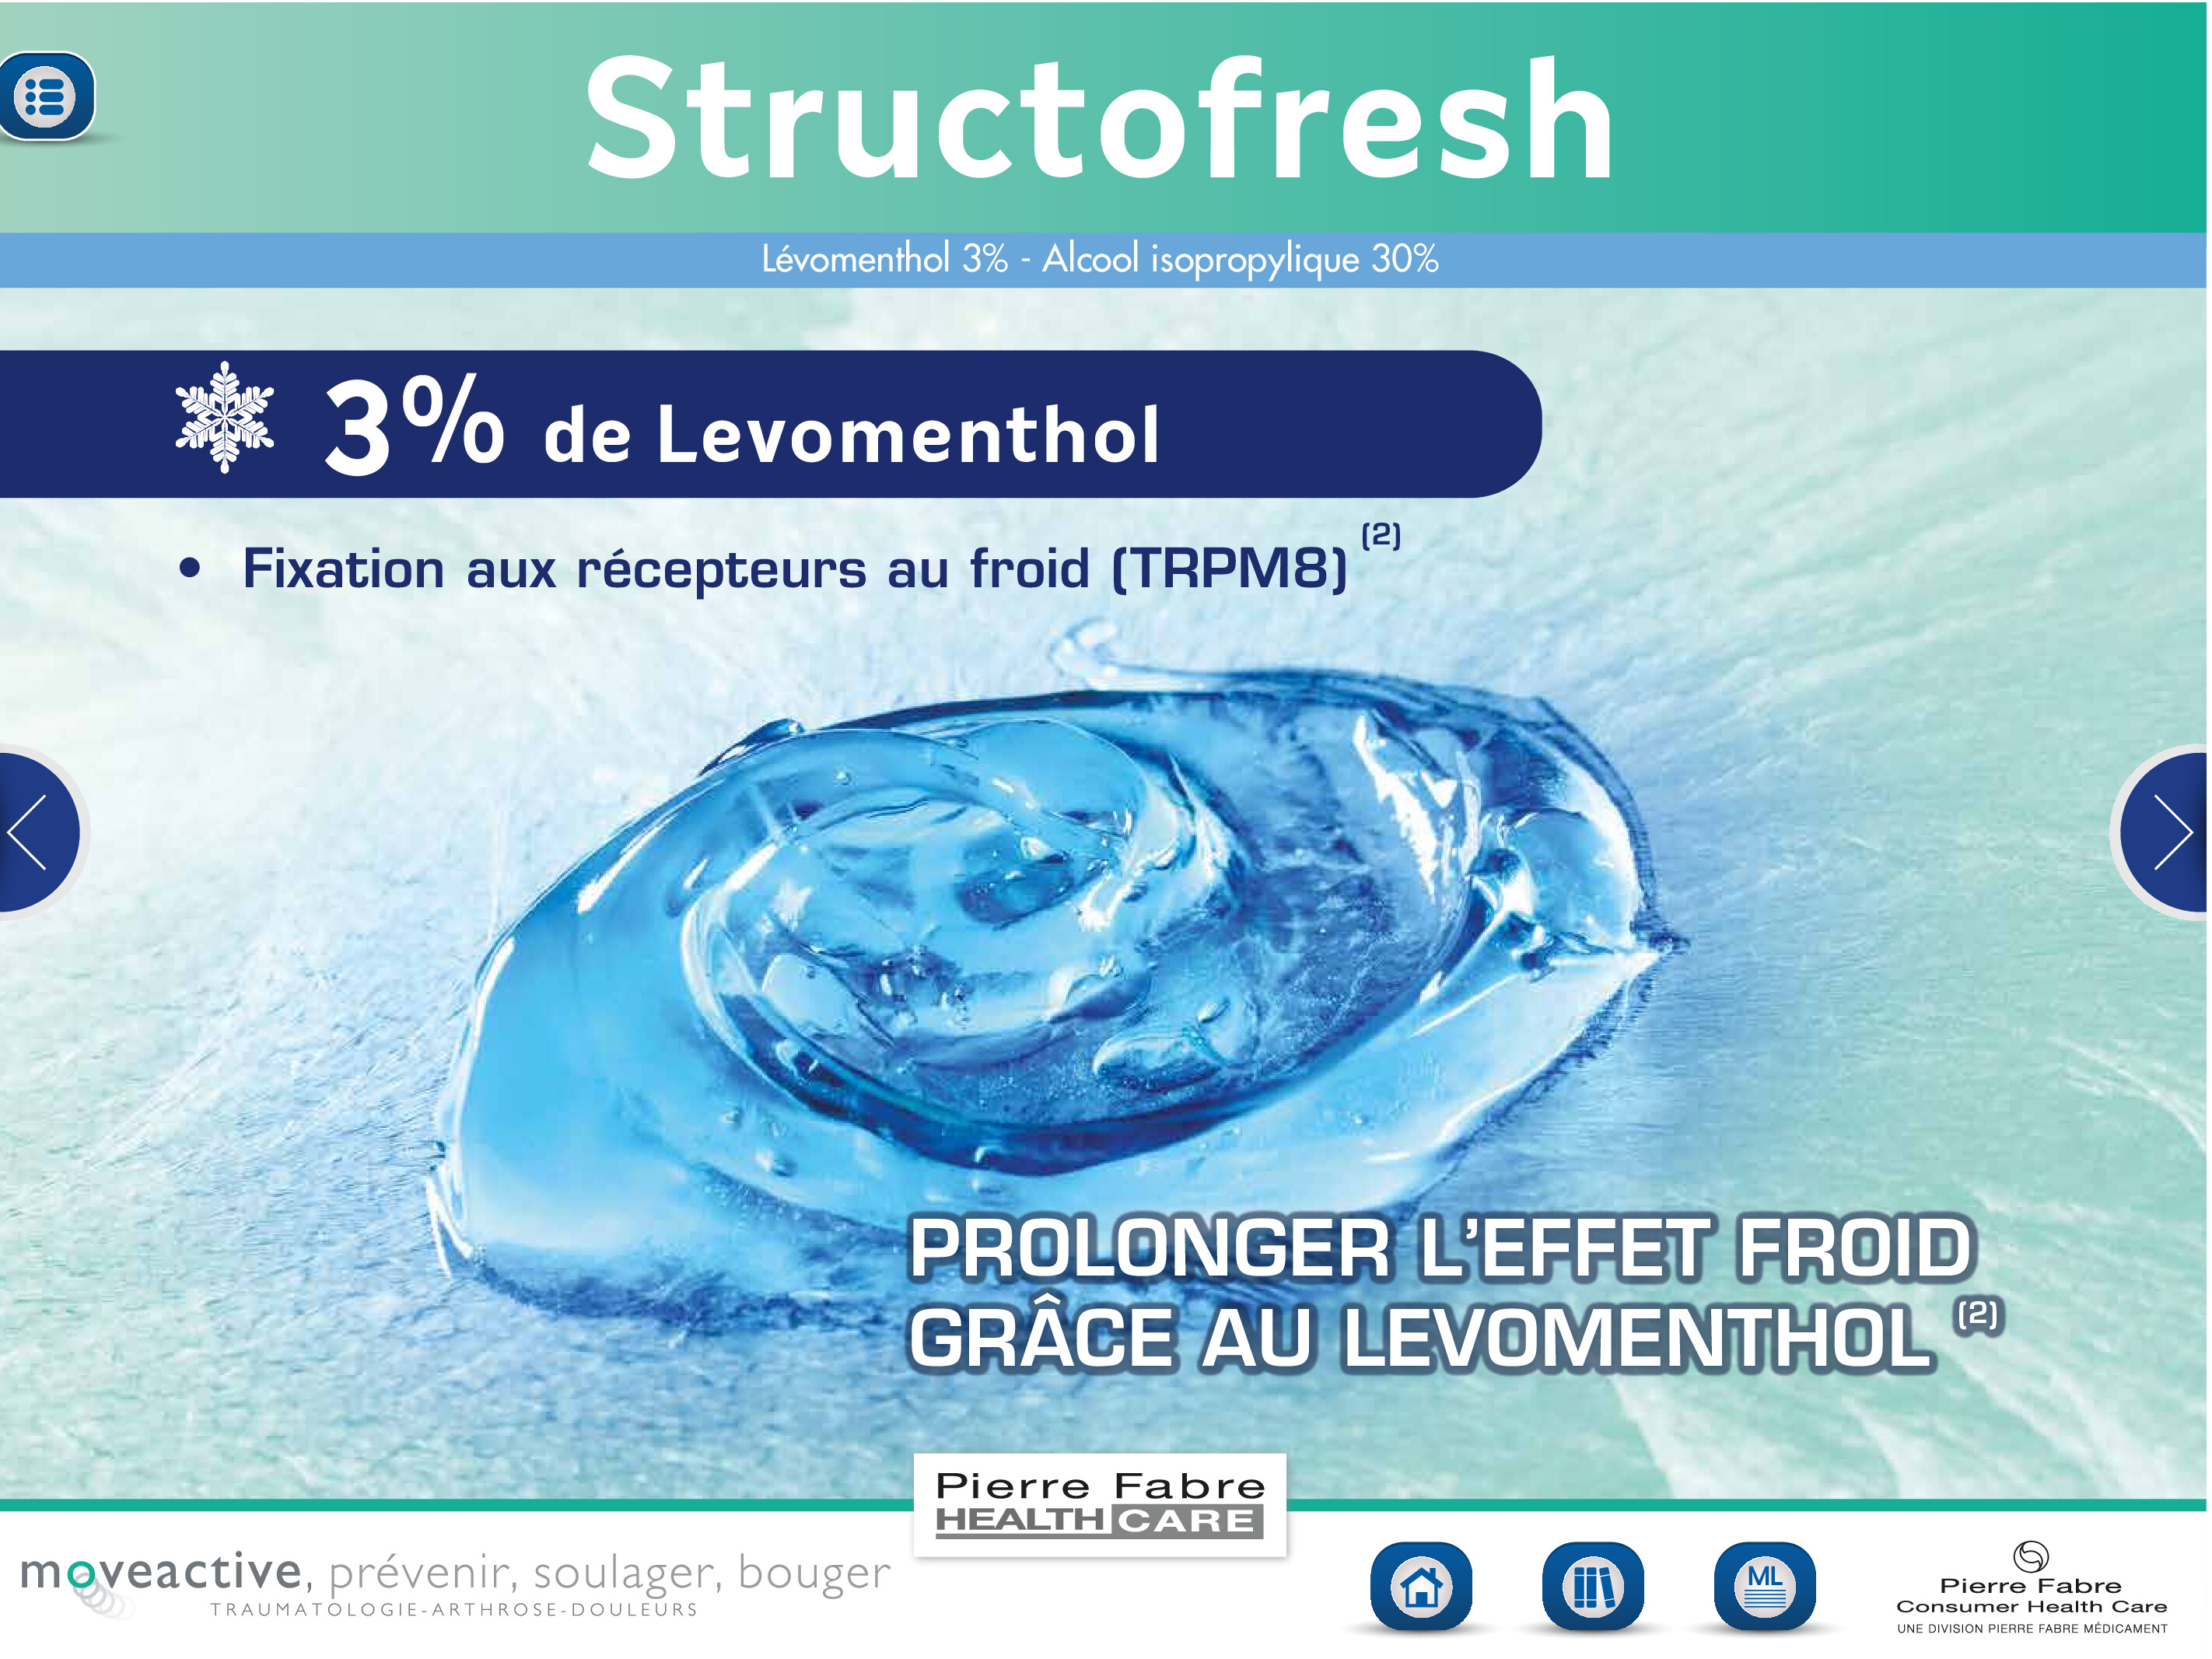 Structofresh
Lévomenthol 3% - Alcool isopropylique 30%
3% de Levomenthol
• Fixation aux récepteurs au froid (TRPM8) (2)
PROLONGER L'EFFET FROID
GRÂCE AU LEVOMENTHOL (2)
Pierre Fabre
HEALTH CARE
moveactive, prévenir, soulager, bouger
TRAUMATOLOGIE-ARTHROSE-DOULEURS
ML
Pierre Fabre
Consumer Health Care
UNE DIVISION PIERRE FABRE MÉDICAMENT